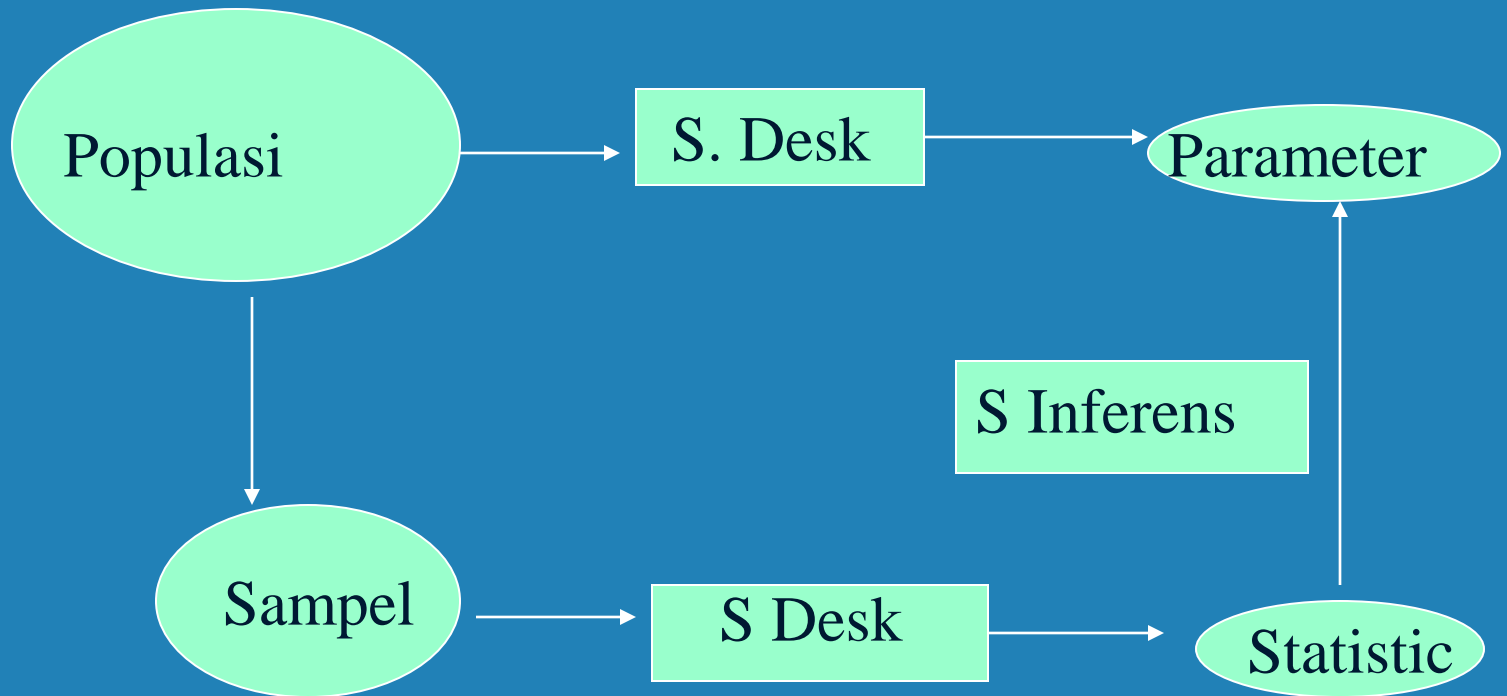 Populasi
S. Desk
Parameter
S Inferens
Sampel
S Desk
Statistic